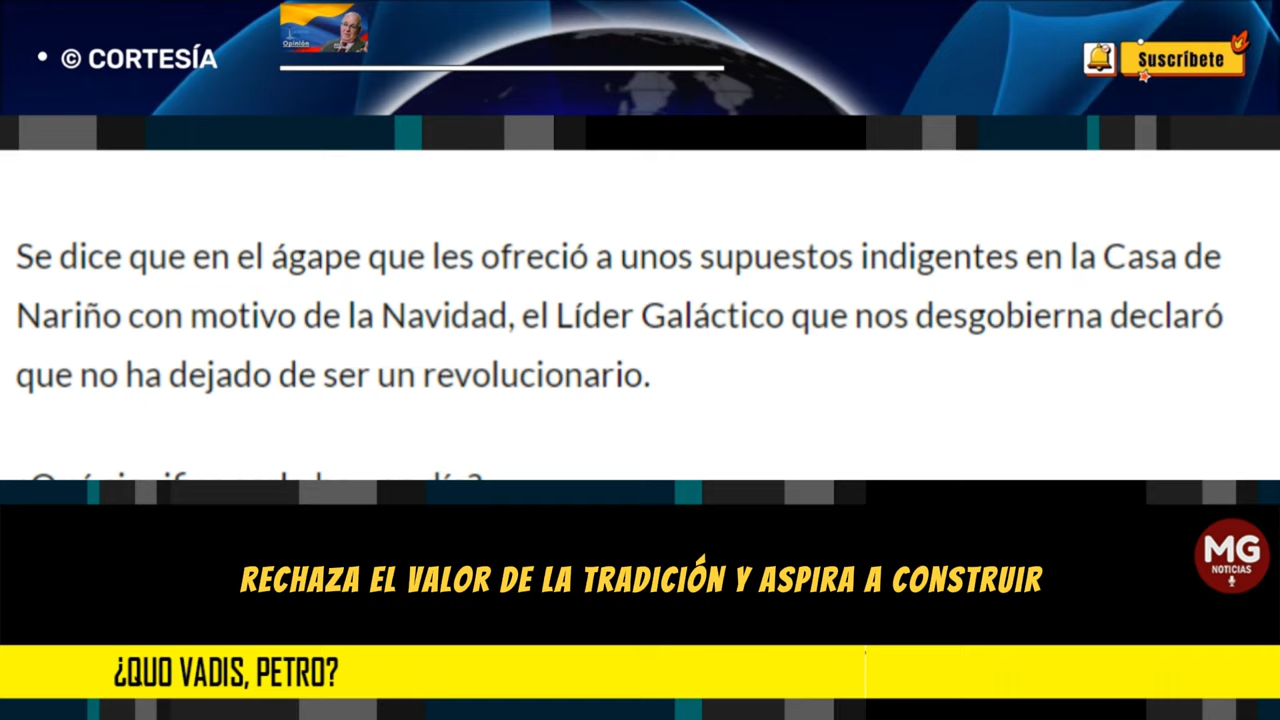 • © CORTESÍA
Opinión
Suscríbete
Se dice que en el ágape que les ofreció a unos supuestos indigentes en la Casa de
Nariño con motivo de la Navidad, el Líder Galáctico que nos desgobierna declaró
que no ha dejado de ser un revolucionario.
RECHAZA EL VALOR DE LA TRADICIÓN Y ASPIRA A CONSTRUIR
MG
NOTICIAS
¿QUO VADIS, PETRO?